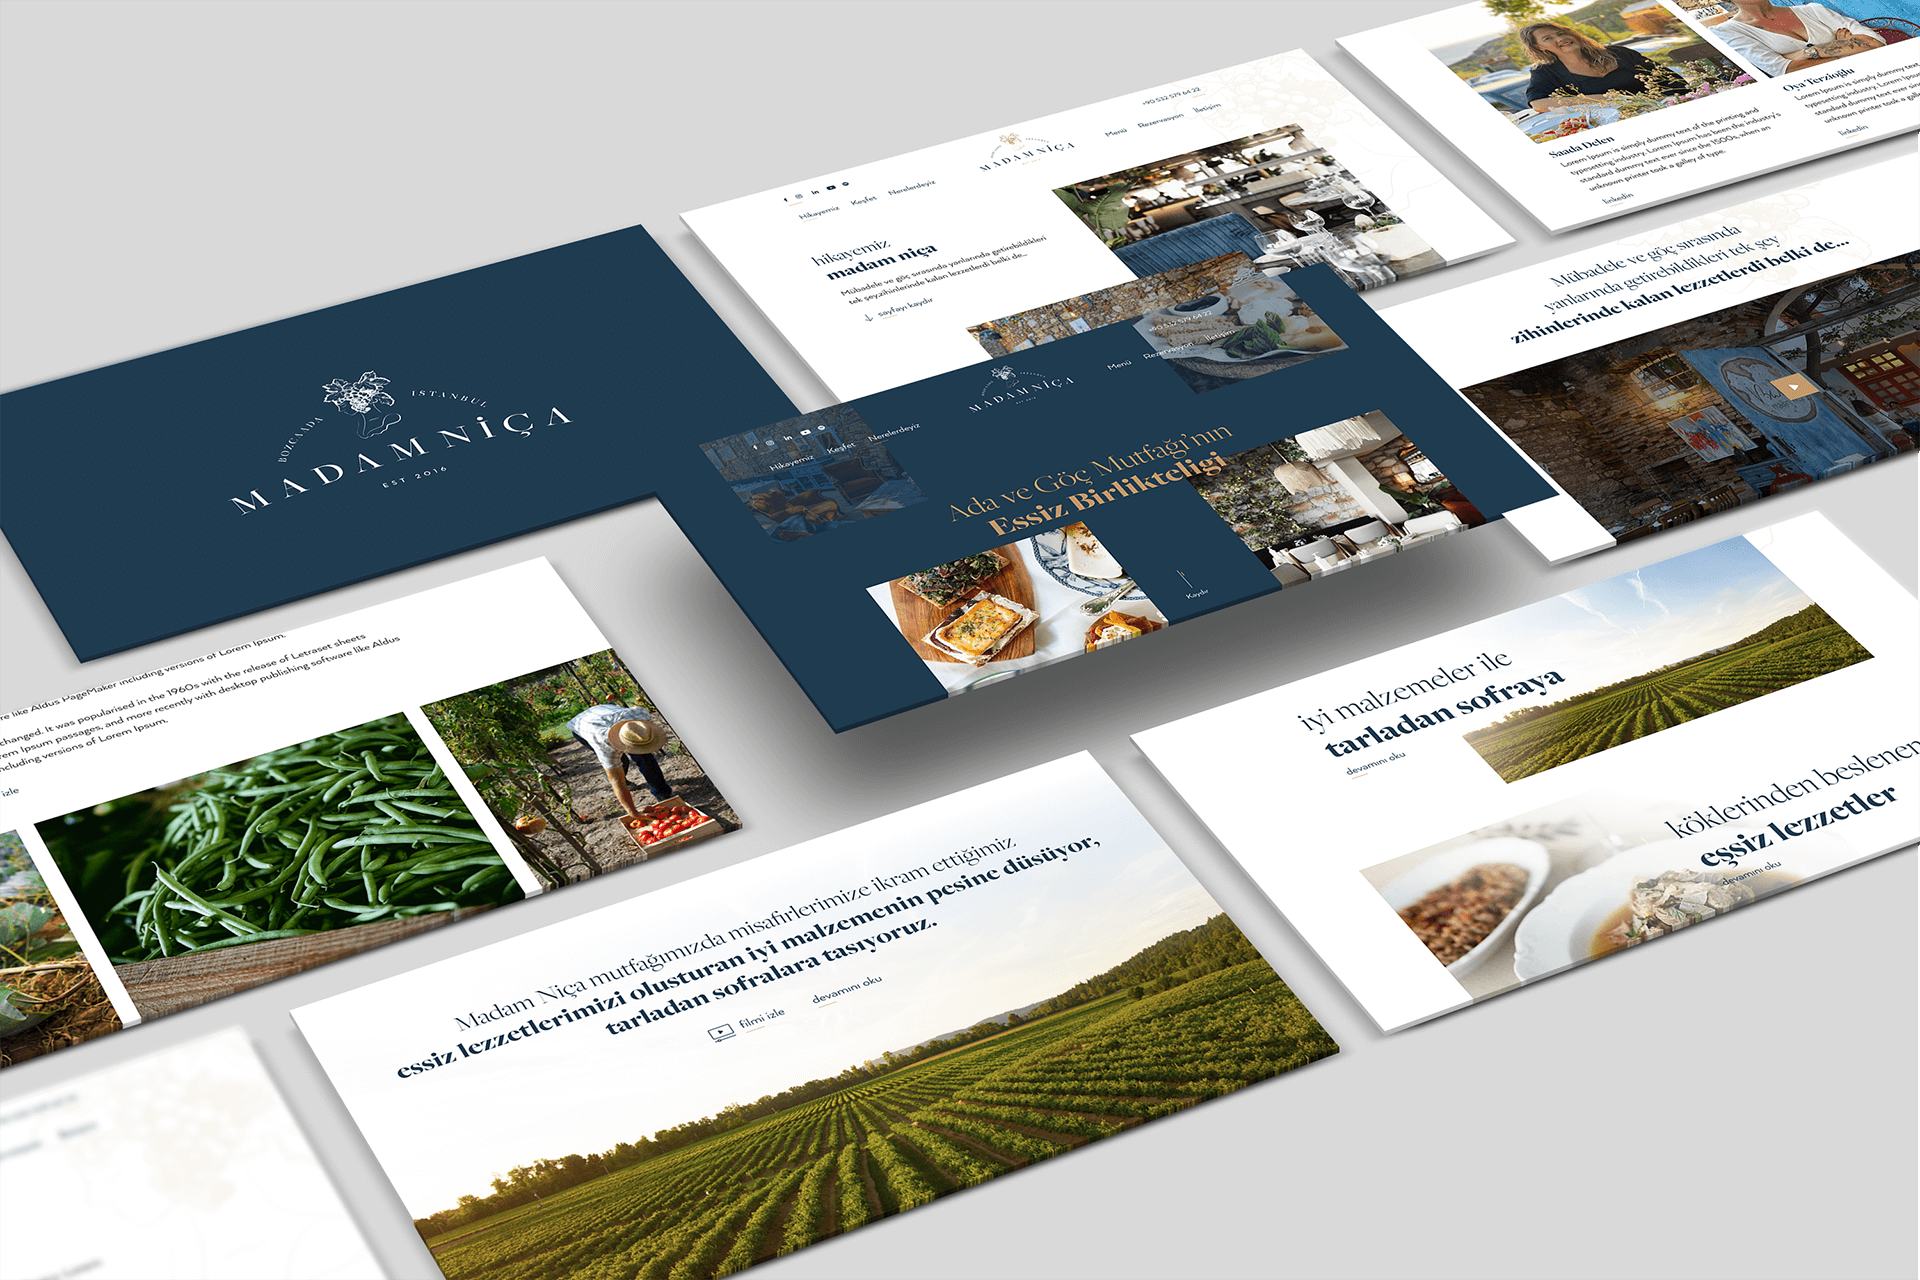 BOZCAADA
ISTANBUL
MADAMNİÇA
EST 2016
+90 532 579 64 22
Menü Rezervasyon İletişim
MADAMNİÇA
Hikayemiz Keşfet Nerelerdeyiz
hikayemiz
madam niça
Mübadele ve göç sırasında yanlarında getirebildikleri
tek şey,zihinlerinde kalan lezzetlerdi belki de...
sayfayı kaydır
Saada Delen
Lorem Ipsum is simply dummy text of the printing and
typesetting industry. Lorem Ipsum has been the industry's
standard dummy text ever since the 1500s, when an
unknown printer took a galley of type.
linkedin
Oya Terzioğlu
Lorem Ipsum is simply dummy text
typesetting industry. Lorem Ipsum has
standard dummy text ever since
unknown printer took a galle
linkedin
Mübadele ve göç sırasında
yanlarında getirebildikleri tek şey
zihinlerinde kalan lezzetlerdi belki de...
+90 532 579 64 22
Menü Rezervasyon İletişim
MADAMNİÇA
EST 2016
Hikayemiz Keşfet Nerelerdeyiz
Ada ve Göç Mutfağı'nın
Essiz Birlikteligi
Kaydır
including versions of Lorem Ipsum.
changed. It was popularised in the 1960s with the release of Letraset sheets
rem Ipsum passages, and more recently with desktop publishing software like Aldus
re like Aldus PageMaker including versions of Lorem Ipsum.
izle
iyi malzemeler ile
tarladan sofraya
devamını oku
köklerinden beslenen
eşsiz lezzetler
devamını oku
Madam Niça mutfağımızda misafirlerimize ikram ettiğimiz
essiz lezzetlerimizi olusturan iyi malzemenin pesine düsüyor,
tarladan sofralara tasıyoruz.
filmi izle
devamını oku